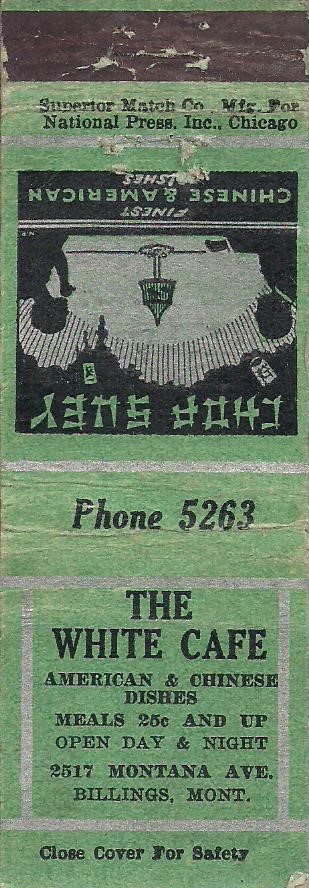 Superior Match Co., Mfg. For
National Press, Inc., Chicago
FINEST
CHINESE & AMERICAN
DISHES
CHOP SUEY
Phone 5263
THE
WHITE CAFE
AMERICAN & CHINESE
DISHES
MEALS 25c AND UP
OPEN DAY & NIGHT
2517 MONTANA AVE.
BILLINGS, MONT.
Close Cover For Safety